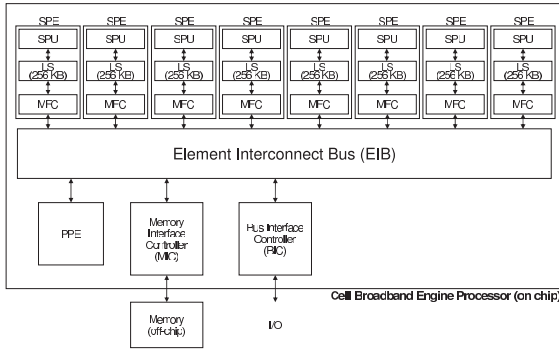 SPE SPE SPE SPE SPE SPE SPE SPE
SPU SPU SPU SPU SPU SPU SPU SPU
LS LS LS LS LS LS LS LS
(256 KB) (256 KB) (256 KB) (256 KB) (256 KB) (256 KB) (256 KB) (256 KB)
MFC MFC MFC MFC MFC MFC MFC MFC
Element Interconnect Bus (EIB)
PPE
Memory
Interface
Controller
(MIC)
Bus Interface
Controller
(BIC)
Cell Broadband Engine Processor (on chip)
Memory
(off-chip)
I/O